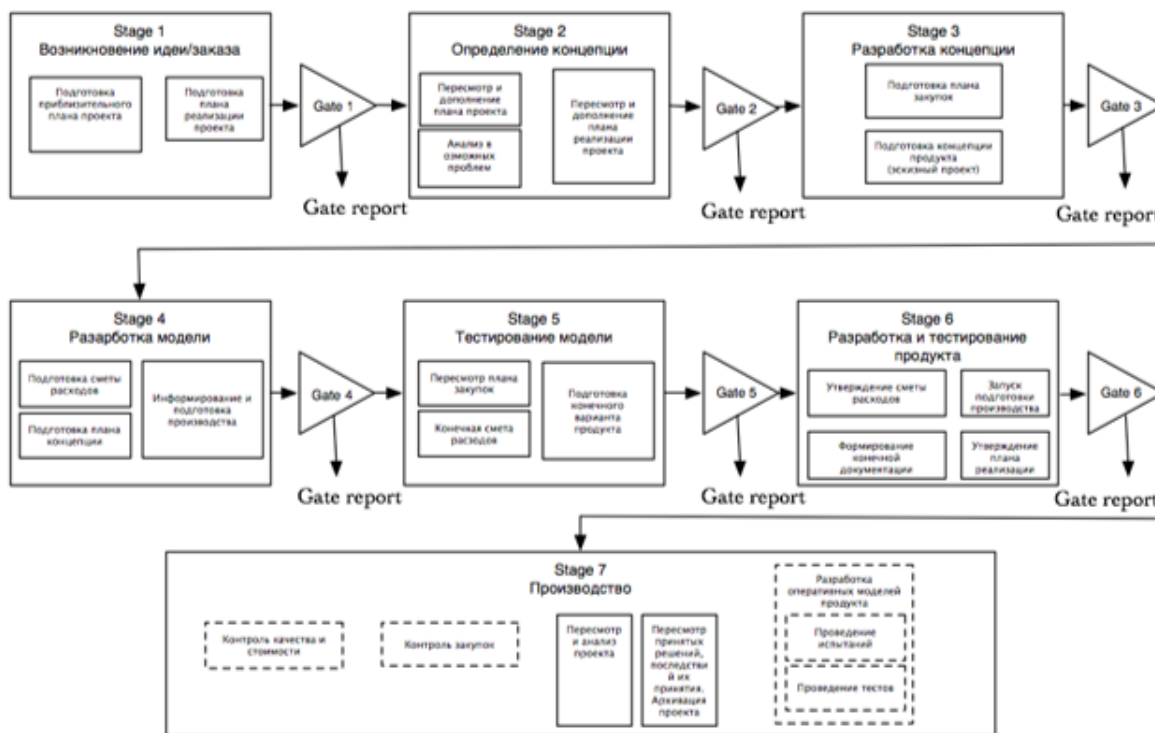 Stage 1
Возникновение идеи/заказа
Подготовка
приблизительного
плана проекта
Подготовка
плана
реализации
проекта
Gate 1
Gate report
Stage 2
Определение концепции
Пересмотр и
дополнение
плана проекта
Анализ в
озможных
проблем
Пересмотр и
дополнение
плана
реализации
проекта
Gate 2
Gate report
Stage 3
Разработка концепции
Подготовка плана
закупок
Подготовка концепции
продукта
(эскизный проект)
Gate 3
Gate report
Stage 4
Разарботка модели
Подготовка сметы
расходов
Подготовка плана
концепции
Информирование и
подготовка
производства
Gate 4
Gate report
Stage 5
Тестирование модели
Пересмотр плана
закупок
Конечкая смета
расзодов
Подготовка
конечного
варианта
продукта
Gate 5
Gate report
Stage 6
Разработка и тестирование
продукта
Утверждение сметы
расходов
Запуск
подготовки
производства
Формирование
конечной
документации
Утверждение
плана
реализации
Gate 6
Gate report
Stage 7
Производство
Контроль качества и
стоимости
Контроль закупок
Пересмотр
и анализ
проекта
Пересмотр
принятых
решений,
последстви
й их
принятия.
Архивация
проекта
Разработка
оперативных моделей
продукта
Проведение
испытаний
Проведение тестов